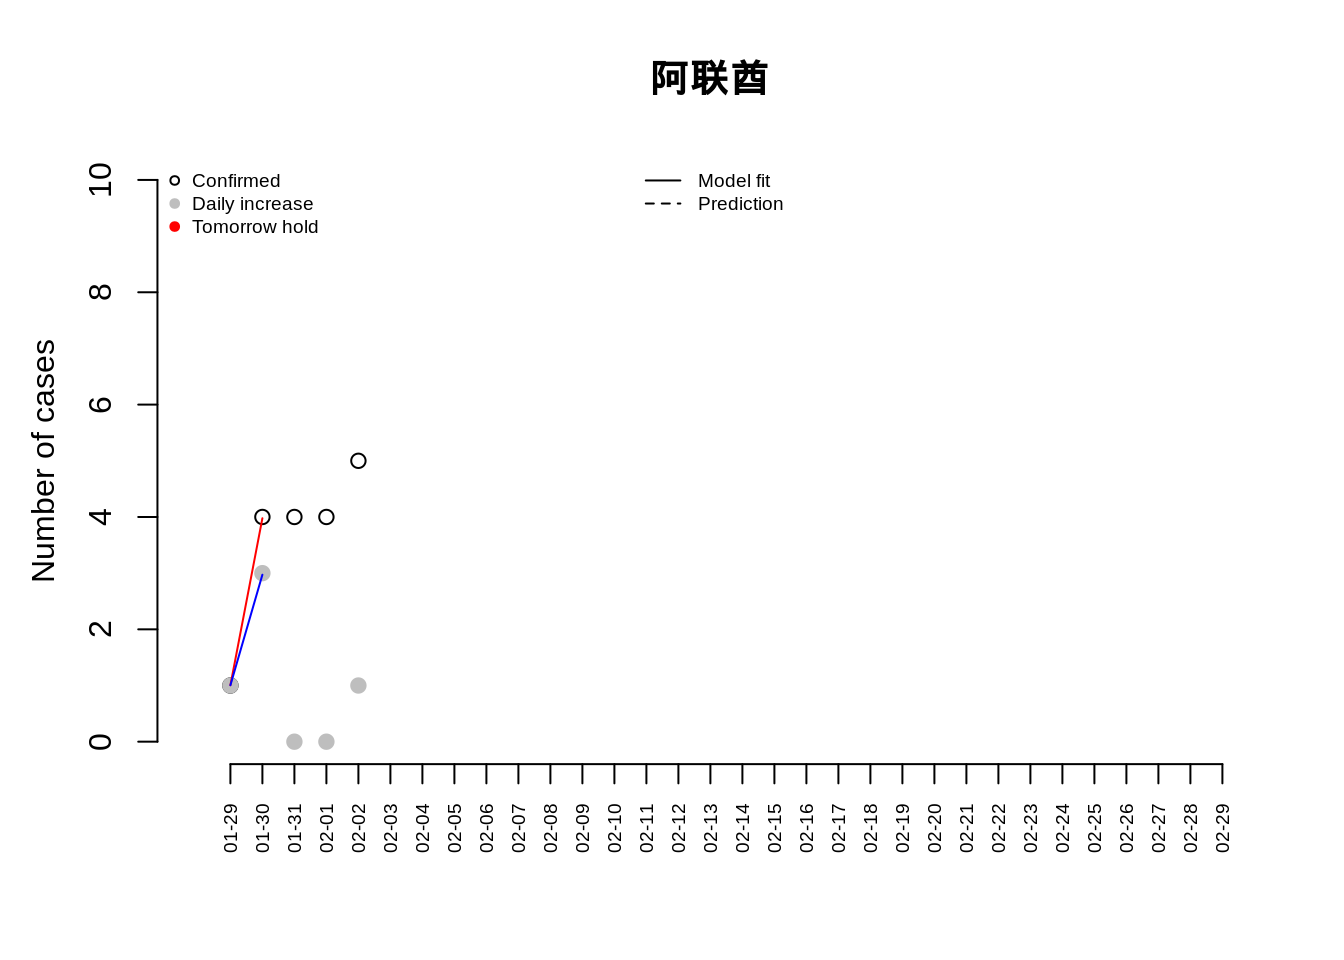 阿联酋
Confirmed
Daily increase
Tomorrow hold
Model fit
Prediction
Number of cases
10
8
6
4
2
0
01-29 01-30 01-31 02-01 02-02 02-03 02-04 02-05 02-06 02-07 02-08 02-09 02-10 02-11 02-12 02-13 02-14 02-15 02-16 02-17 02-18 02-19 02-20 02-21 02-22 02-23 02-24 02-25 02-26 02-27 02-28 02-29